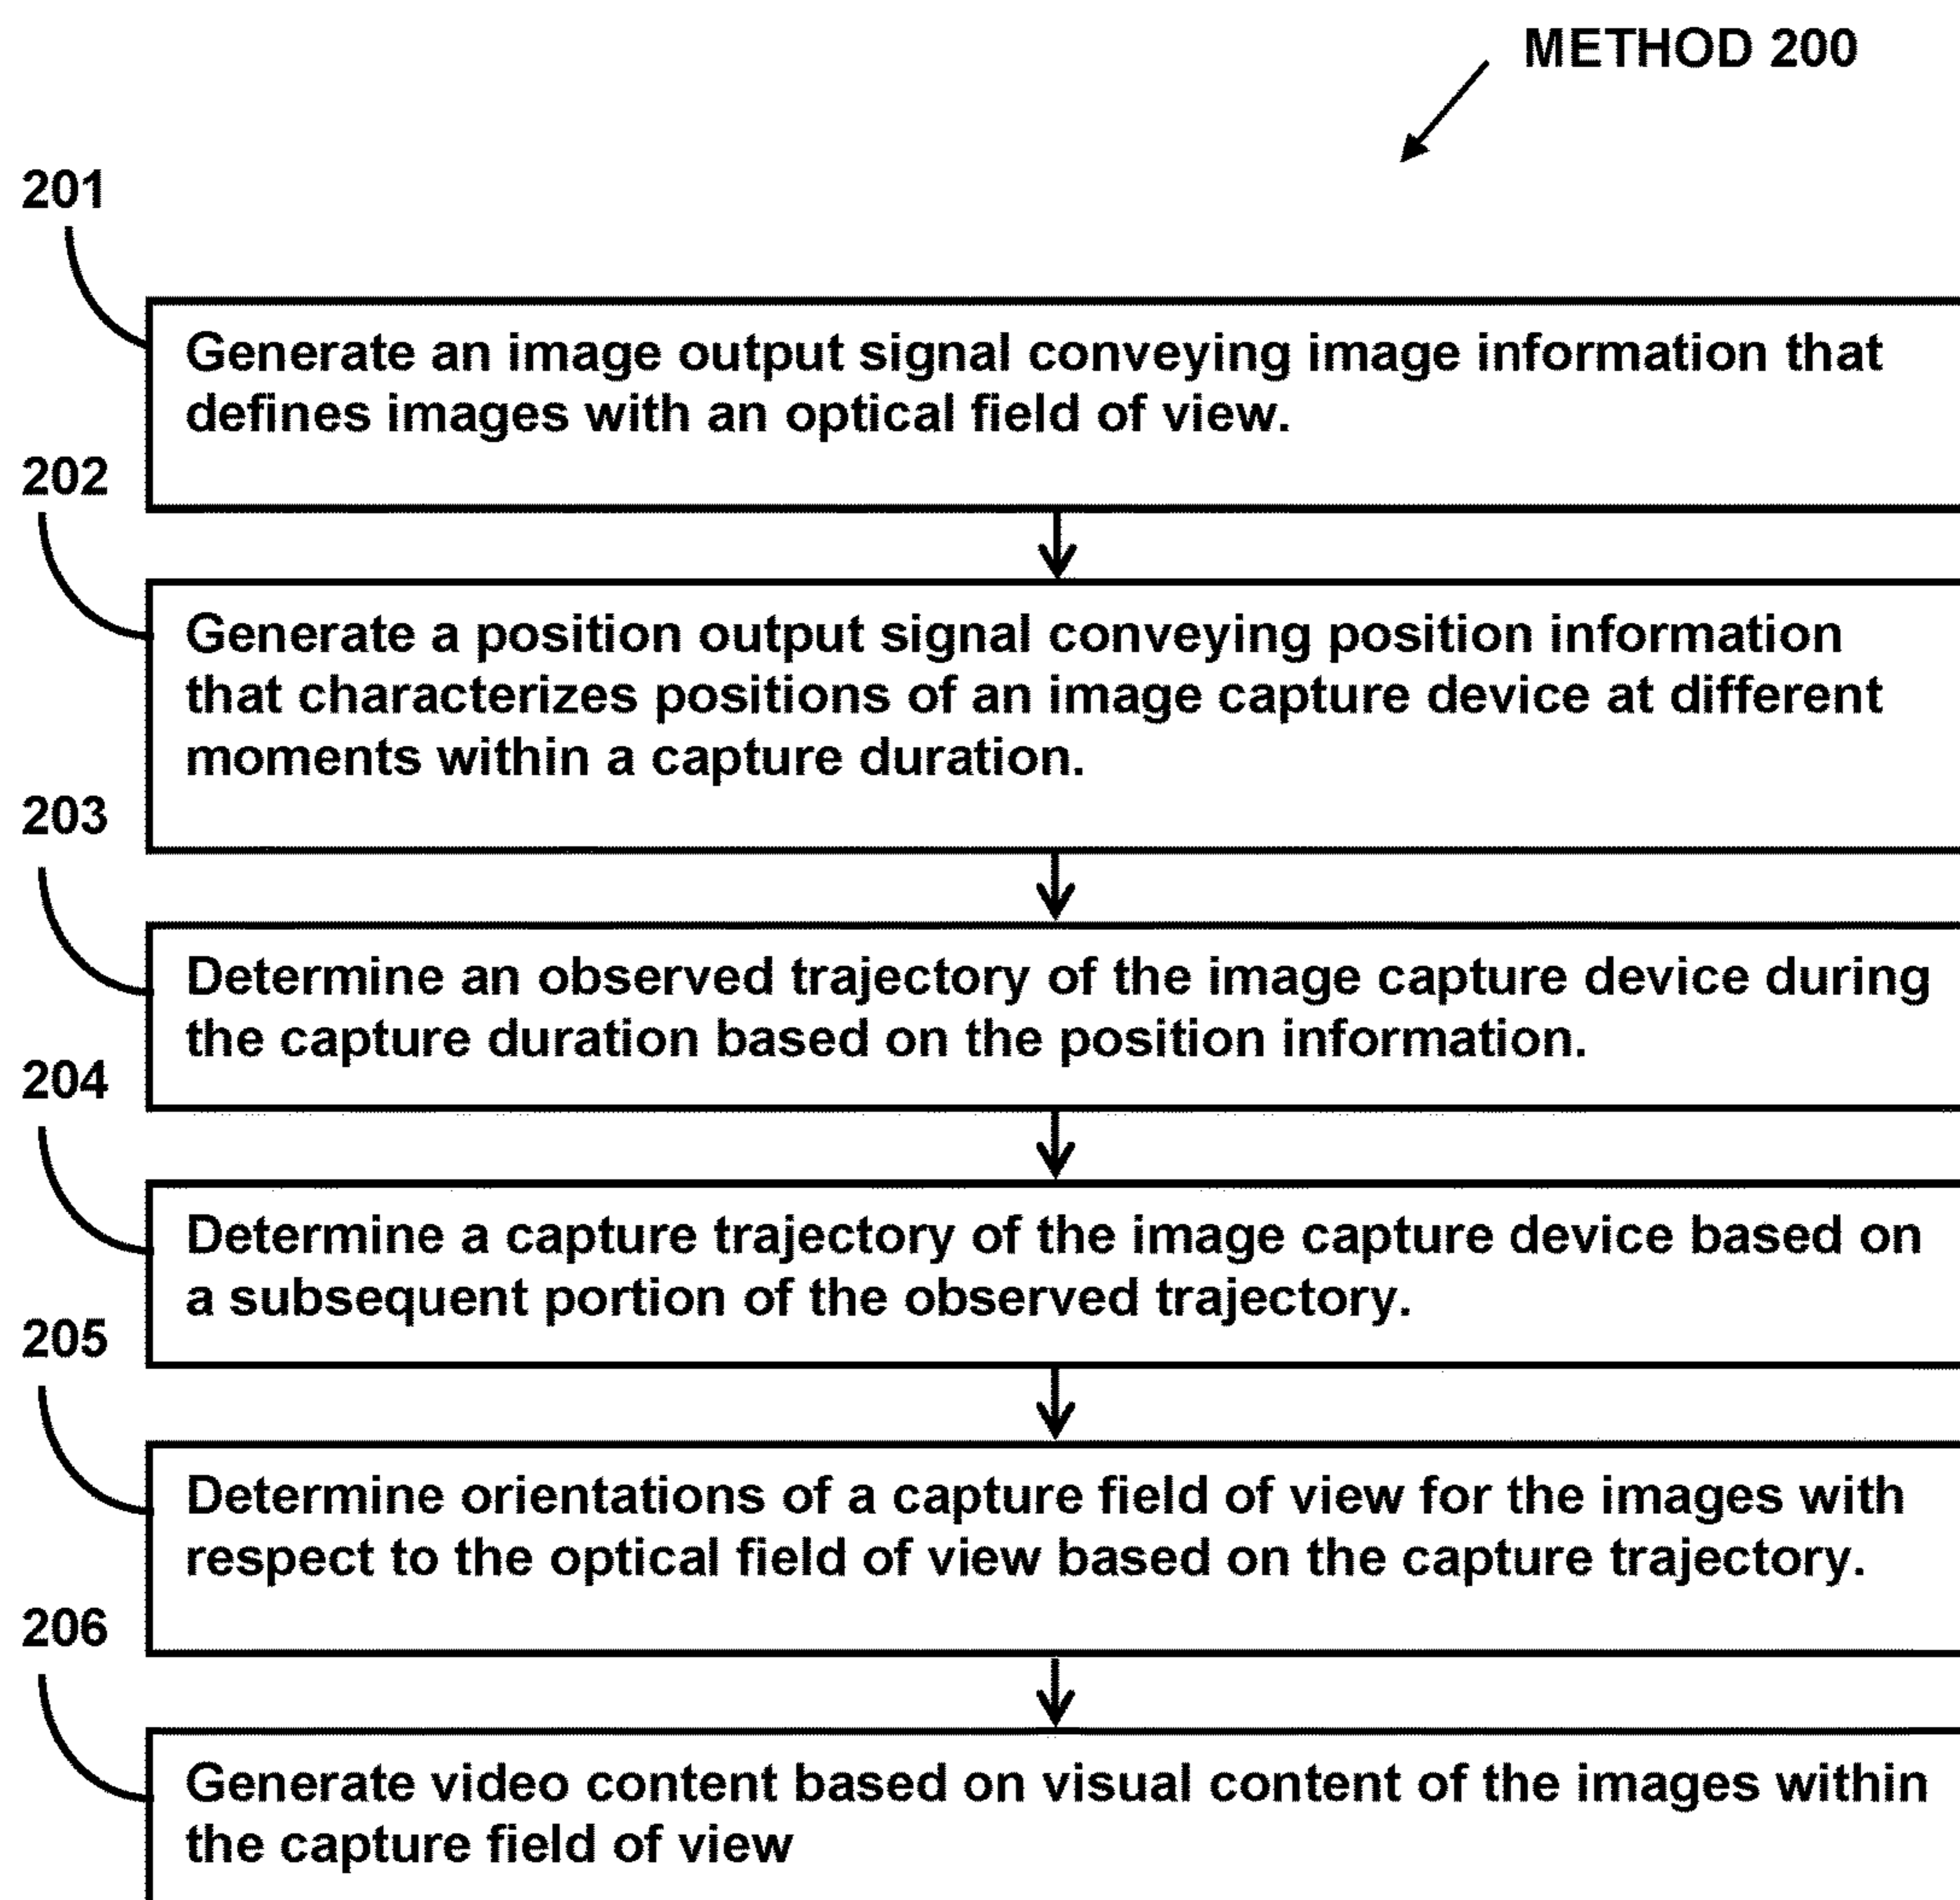 METHOD 200
201
Generate an image output signal conveying image information that
defines images with an optical field of view.
202
Generate a position output signal conveying position information
that characterizes positions of an image capture device at different
moments within a capture duration.
203
Determine an observed trajectory of the image capture device during
the capture duration based on the position information.
204
Determine a capture trajectory of the image capture device based on
a subsequent portion of the observed trajectory.
205
Determine orientations of a capture field of view for the images with
respect to the optical field of view based on the capture trajectory.
206
Generate video content based on visual content of the images within
the capture field of view